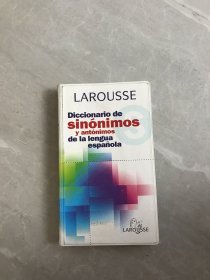 LAROUSSE
Diccionario de
sinónimos
y antónimos
de la lengua
española
LAROUSSE